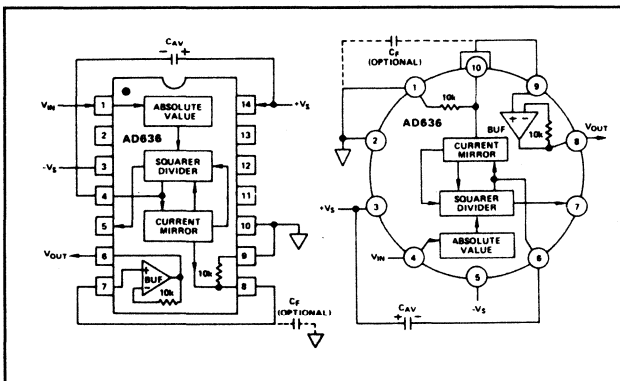 CAV
- +
VIN
1
ABSOLUTE
VALUE
14
+VS
2
AD636
13
-VS
3
SQUARER
DIVIDER
12
4
11
5
CURRENT
MIRROR
10
VOUT
6
10k
9
7
+
-
BUF
10k
8
CF
(OPTIONAL)
CF
(OPTIONAL)
10
1
9
10k
AD636
BUF
- +
10k
8
VOUT
2
CURRENT
MIRROR
+VS
3
SQUARER
DIVIDER
7
VIN
4
ABSOLUTE
VALUE
6
5
-VS
CAV
+ -